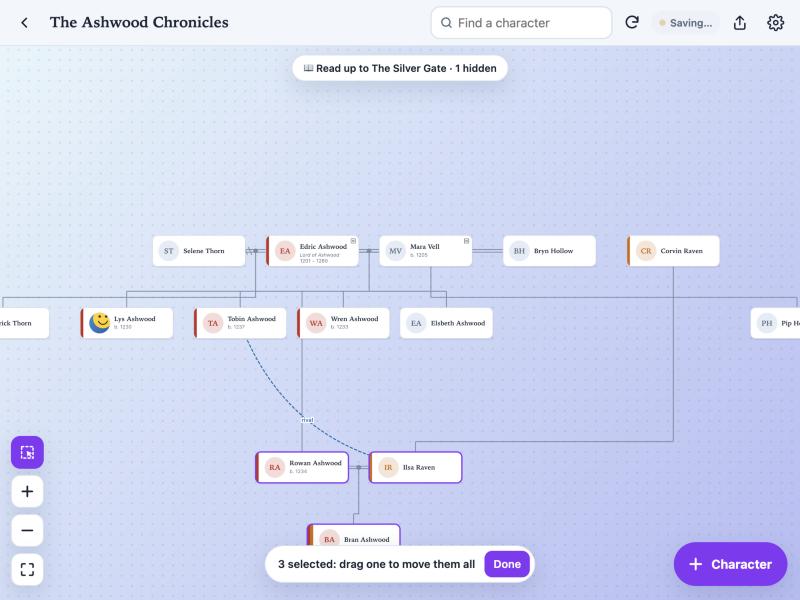 The Ashwood Chronicles
Find a character
Saving...
Read up to The Silver Gate · 1 hidden
ST Selene Thorn
EA Edric Ashwood
Lord of Ashwood
1201 – 1260
MV Mara Vell
b. 1205
BH Bryn Hollow
CR Corvin Raven
rick Thorn
Lys Ashwood
b. 1230
TA Tobin Ashwood
b. 1237
WA Wren Ashwood
b. 1233
EA Elsbeth Ashwood
PH Pip Ho
rival
RA Rowan Ashwood
b. 1234
IR Ilsa Raven
BA Bran Ashwood
3 selected: drag one to move them all
Done
+ Character